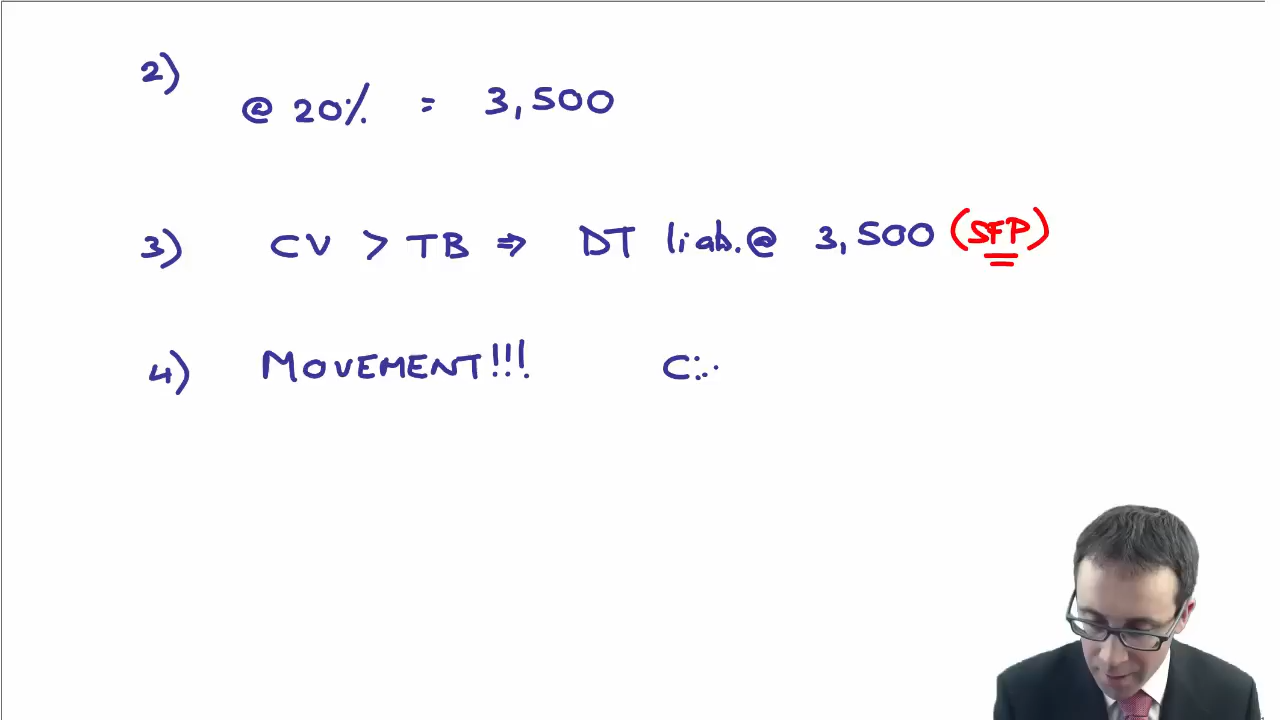 2)
@ 20% = 3,500
3) CV > TB ⇒ DT liab. @ 3,500 (SFP)
4) MOVEMENT!!! C